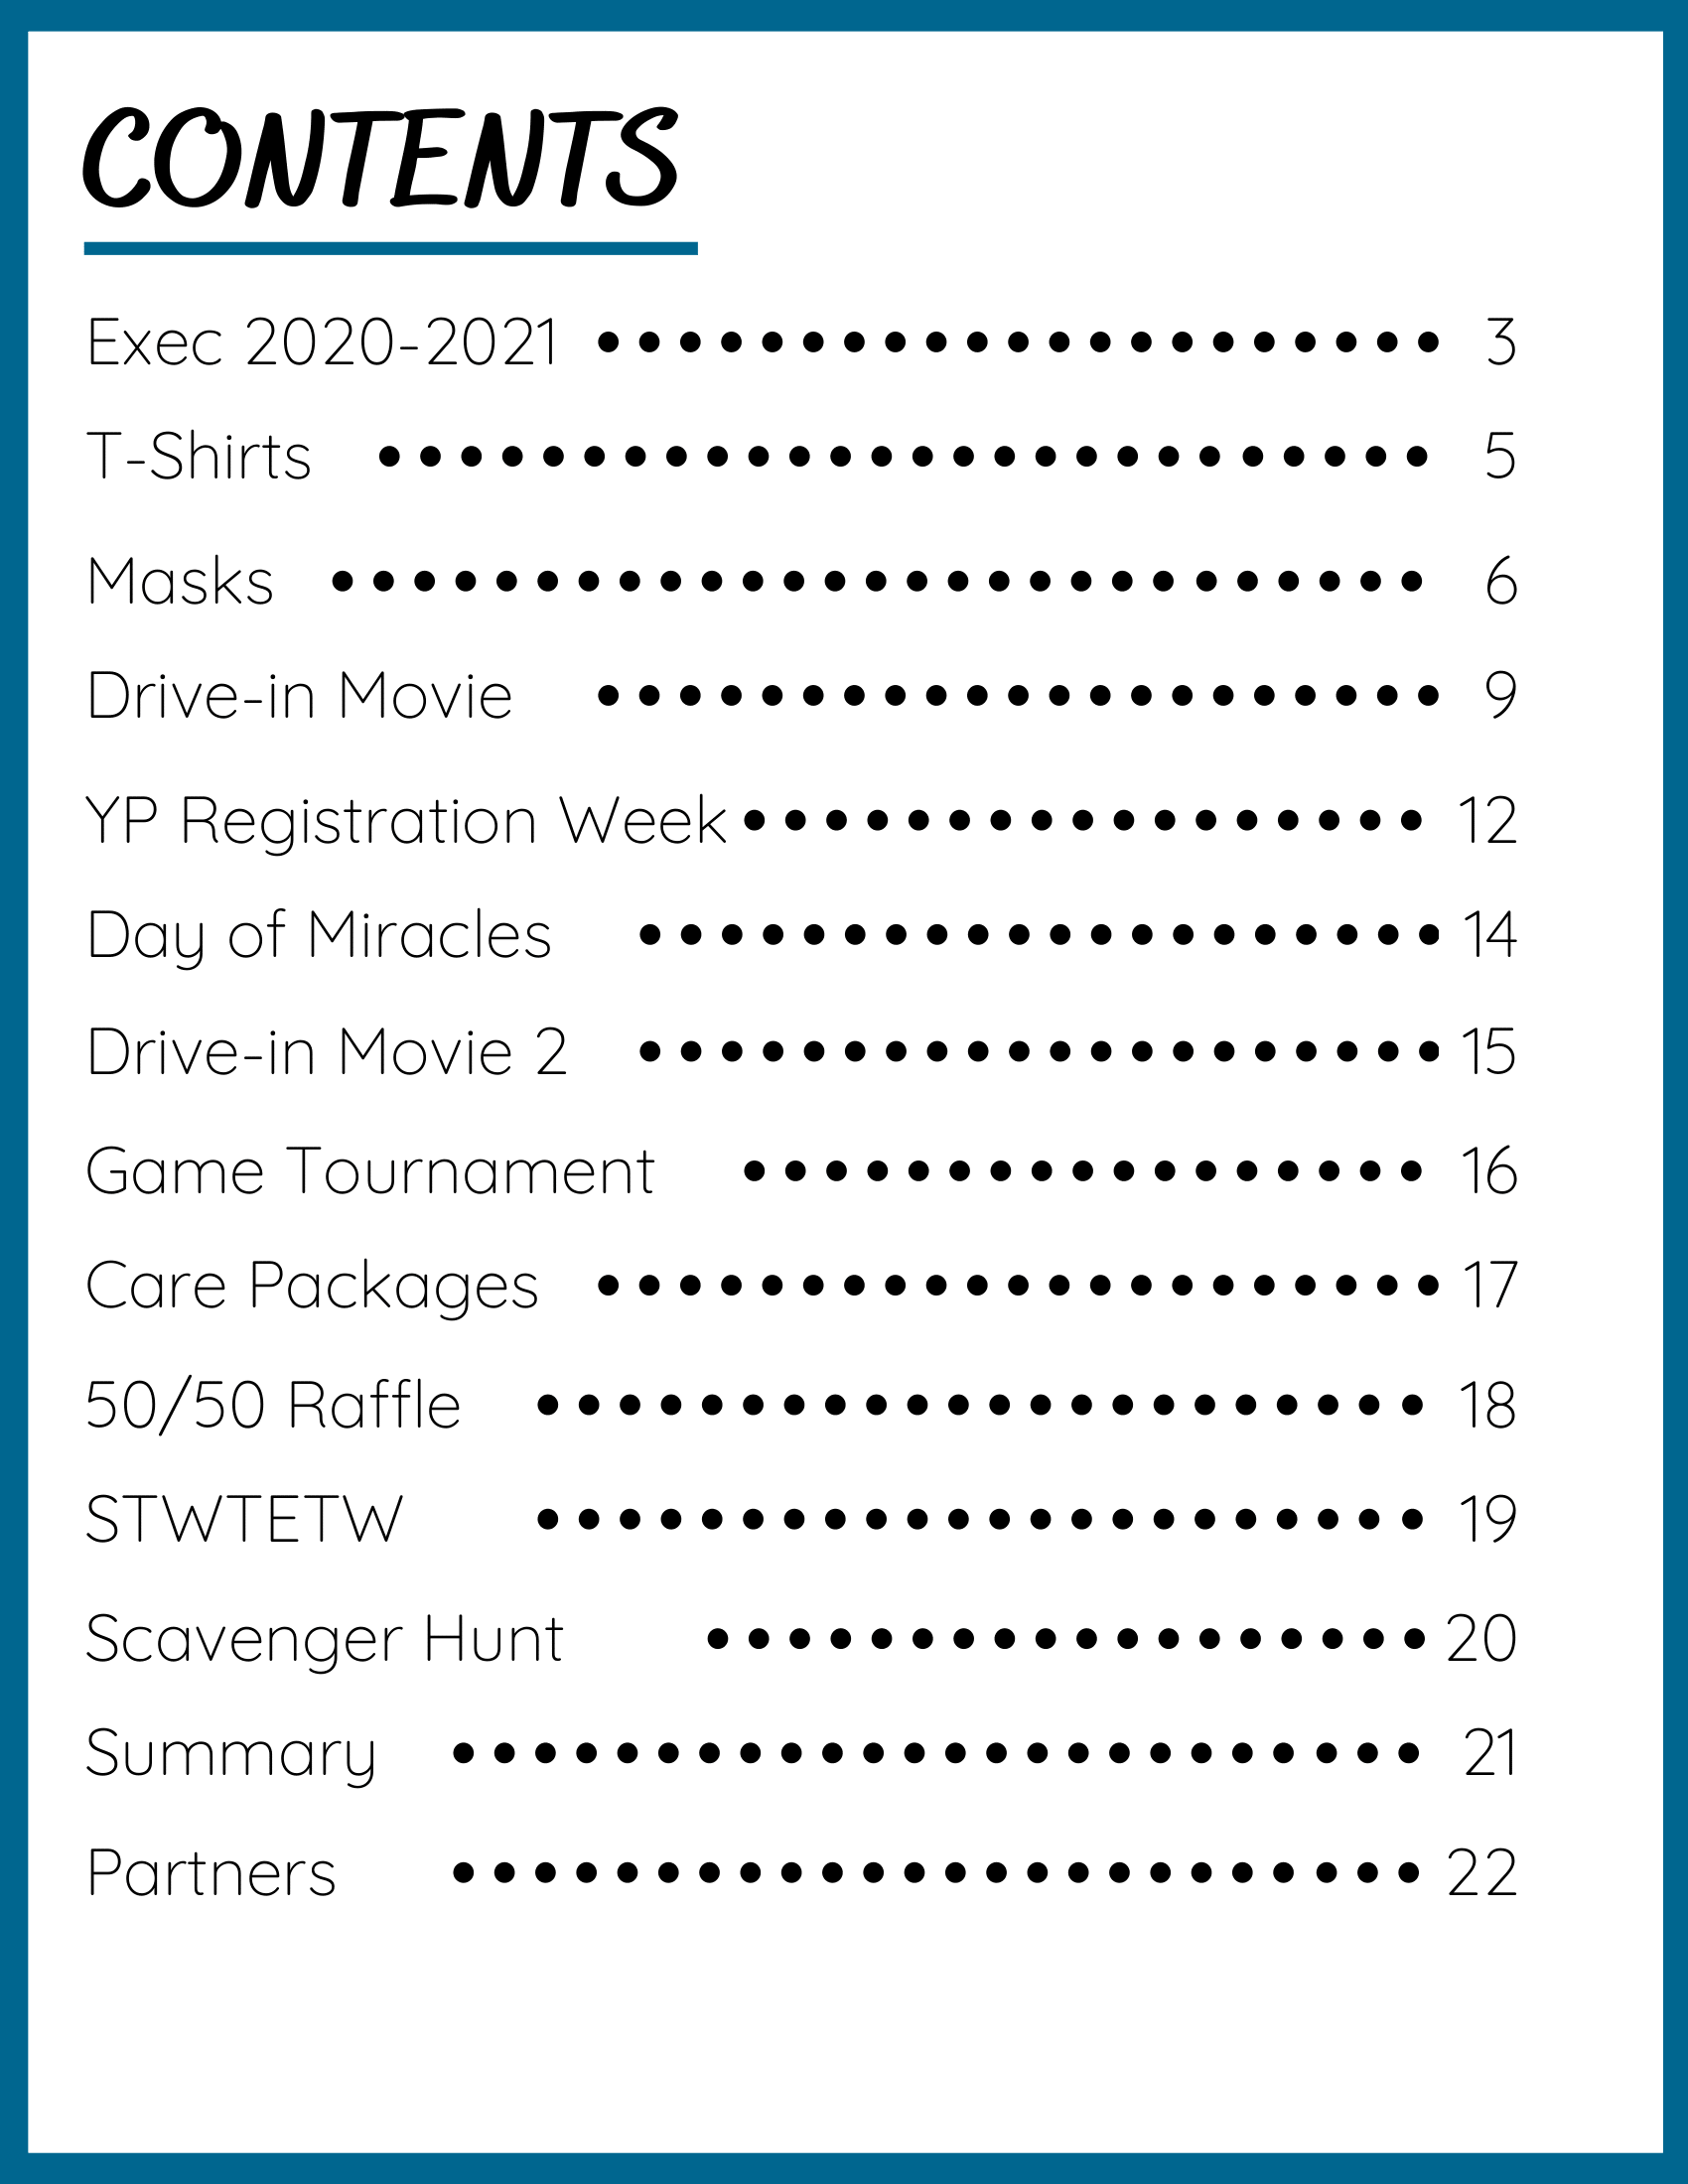 CONTENTS
Exec 2020-2021 ••••••••••••••••••••• 3
T-Shirts •••••••••••••••••••••••••• 5
Masks ••••••••••••••••••••••••••• 6
Drive-in Movie ••••••••••••••••••••• 9
YP Registration Week ••••••••••••••••• 12
Day of Miracles •••••••••••••••••••• 14
Drive-in Movie 2 •••••••••••••••••••• 15
Game Tournament ••••••••••••••••• 16
Care Packages ••••••••••••••••••••• 17
50/50 Raffle •••••••••••••••••••••• 18
STWTETW •••••••••••••••••••••• 19
Scavenger Hunt •••••••••••••••••• 20
Summary •••••••••••••••••••••••• 21
Partners •••••••••••••••••••••••• 22